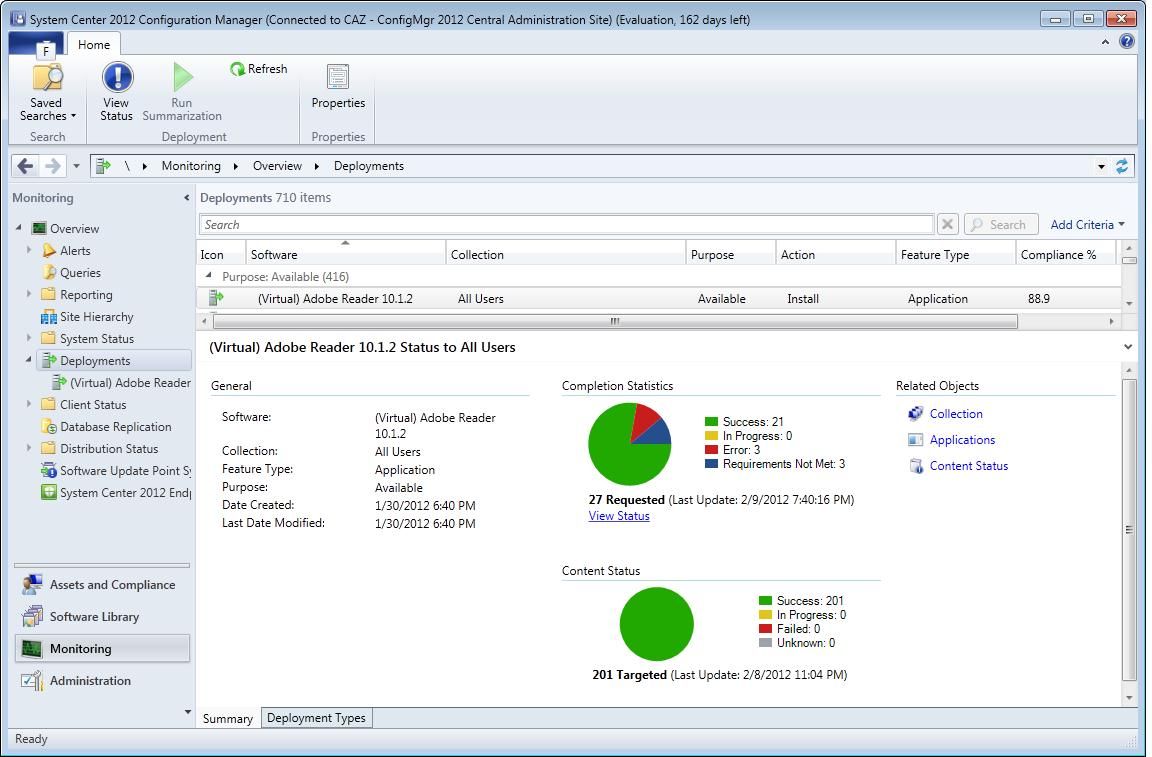 System Center 2012 Configuration Manager (Connected to CAZ - ConfigMgr 2012 Central Administration Site) (Evaluation, 162 days left)
F
Home
Saved Searches
View Status
Run Summarization
Refresh
Properties
Search
Deployment
Properties
\ Monitoring Overview Deployments
Monitoring
Overview
Alerts
Queries
Reporting
Site Hierarchy
System Status
Deployments
(Virtual) Adobe Reader
Client Status
Database Replication
Distribution Status
Software Update Point Sy
System Center 2012 Endp
Assets and Compliance
Software Library
Monitoring
Administration
Deployments 710 items
Search
Search
Add Criteria
Icon Software Collection Purpose Action Feature Type Compliance %
Purpose: Available (416)
(Virtual) Adobe Reader 10.1.2 All Users Available Install Application 88.9
(Virtual) Adobe Reader 10.1.2 Status to All Users
General
Software: (Virtual) Adobe Reader
10.1.2
Collection: All Users
Feature Type: Application
Purpose: Available
Date Created: 1/30/2012 6:40 PM
Last Date Modified: 1/30/2012 6:40 PM
Completion Statistics
Success: 21
In Progress: 0
Error: 3
Requirements Not Met: 3
27 Requested (Last Update: 2/9/2012 7:40:16 PM)
View Status
Content Status
Success: 201
In Progress: 0
Failed: 0
Unknown: 0
201 Targeted (Last Update: 2/8/2012 11:04 PM)
Related Objects
Collection
Applications
Content Status
Summary
Deployment Types
Ready